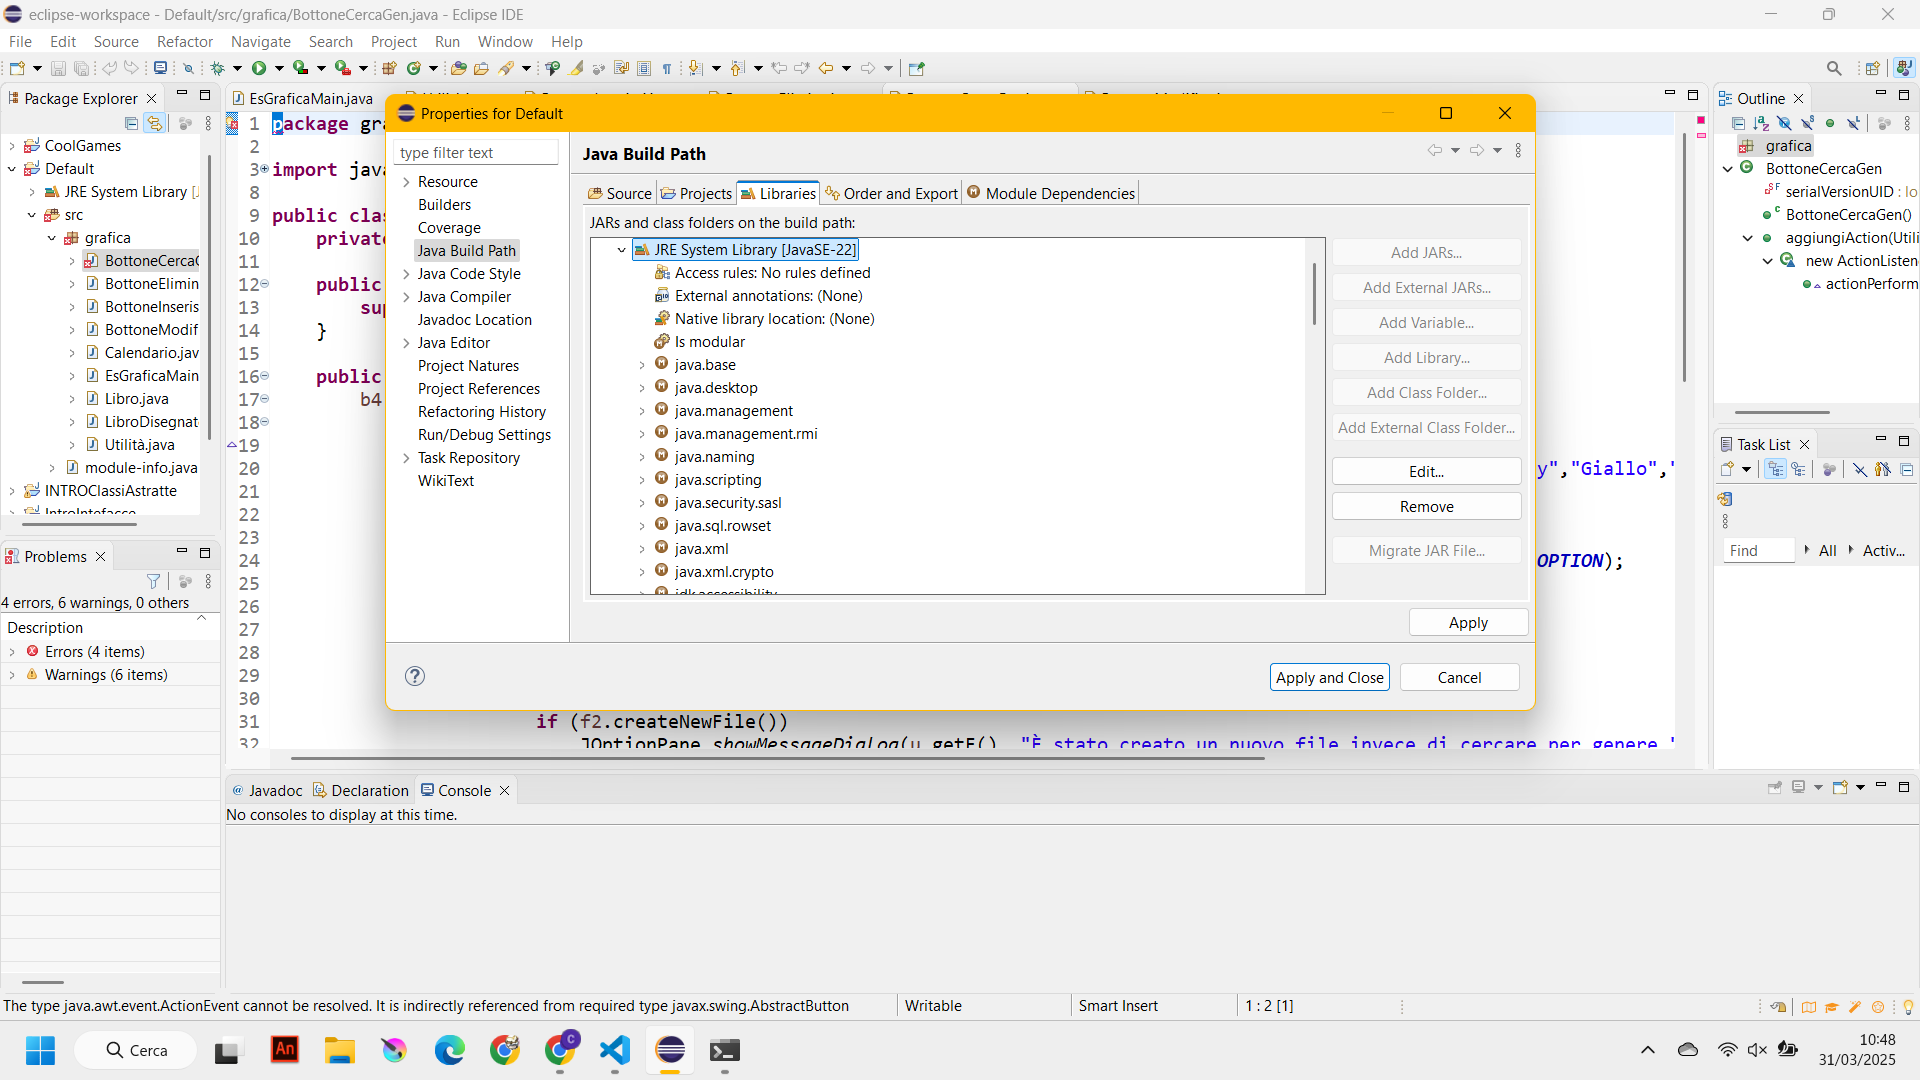 eclipse-workspace - Default/src/grafica/BottoneCercaGen.java - Eclipse IDE
File Edit Source Refactor Navigate Search Project Run Window Help
Package Explorer
CoolGames
Default
JRE System Library [J
src
grafica
BottoneCercaG
BottoneElimin
BottoneInseris
BottoneModif
Calendario.jav
EsGraficaMain
Libro.java
LibroDisegnat
Utilità.java
module-info.java
INTROClassiAstratte
IntroIntefacce
Problems
4 errors, 6 warnings, 0 others
Description
Errors (4 items)
Warnings (6 items)
EsGraficaMain.java
1 package gra
2
3 import java
8
9 public clas
10 private
11
12 public
13 sup
14 }
15
16 public
17 b4
18
19
20 y","Giallo","
21
22
23
24 OPTION);
25
26
27
28
29
30
31 if (f2.createNewFile())
32 JOptionPane.showMessageDialog(u.getF(), "È stato creato un nuovo file invece di cercare per genere."
Properties for Default
type filter text
Resource
Builders
Coverage
Java Build Path
Java Code Style
Java Compiler
Javadoc Location
Java Editor
Project Natures
Project References
Refactoring History
Run/Debug Settings
Task Repository
WikiText
Java Build Path
Source Projects Libraries Order and Export Module Dependencies
JARs and class folders on the build path:
JRE System Library [JavaSE-22]
Access rules: No rules defined
External annotations: (None)
Native library location: (None)
Is modular
java.base
java.desktop
java.management
java.management.rmi
java.naming
java.scripting
java.security.sasl
java.sql.rowset
java.xml
java.xml.crypto
jdk.accessibility
Add JARs...
Add External JARs...
Add Variable...
Add Library...
Add Class Folder...
Add External Class Folder...
Edit...
Remove
Migrate JAR File...
Apply
Apply and Close Cancel
Outline
grafica
BottoneCercaGen
serialVersionUID : lo
BottoneCercaGen()
aggiungiAction(Utili
new ActionListen
actionPerform
Task List
Find All Activ...
Javadoc Declaration Console
No consoles to display at this time.
The type java.awt.event.ActionEvent cannot be resolved. It is indirectly referenced from required type javax.swing.AbstractButton
Writable Smart Insert 1 : 2 [1]
Cerca
An
C
10:48
31/03/2025